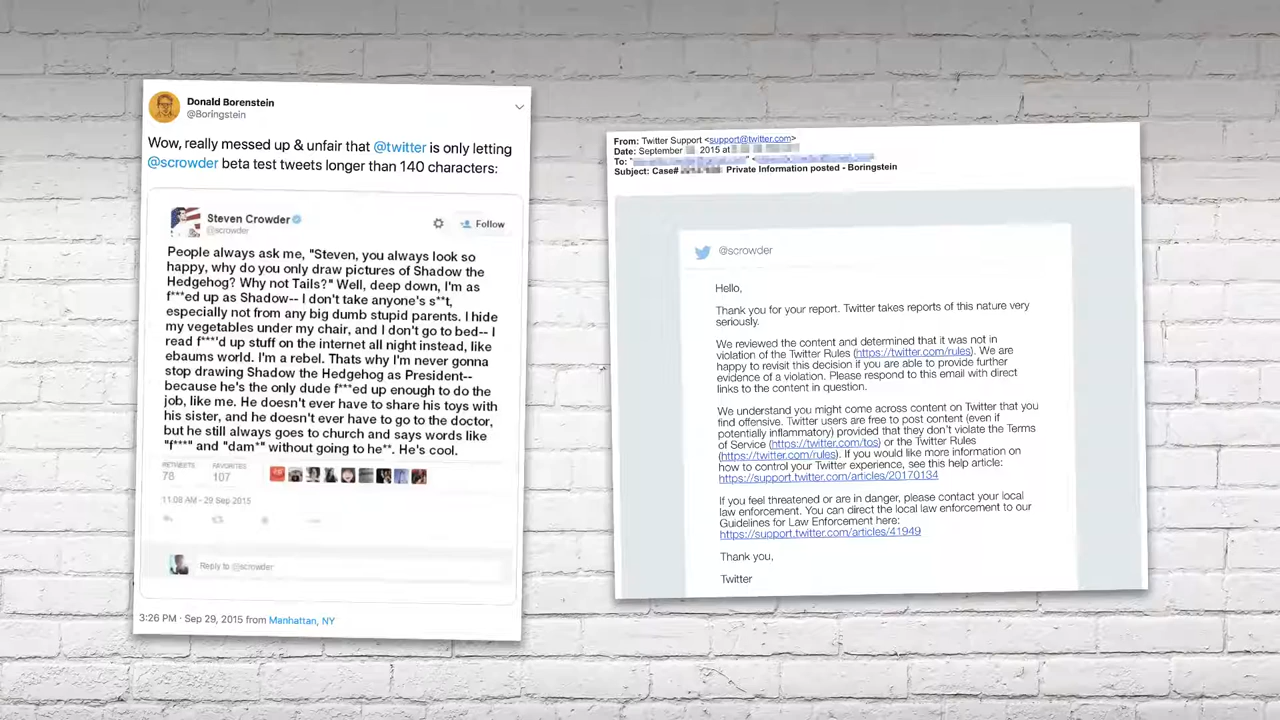 Donald Borenstein
@Boringstein
Wow, really messed up & unfair that @twitter is only letting
@scrowder beta test tweets longer than 140 characters:
Steven Crowder
@scrowder
Follow
People always ask me, "Steven, you always look so
happy, why do you only draw pictures of Shadow the
Hedgehog? Why not Tails?" Well, deep down, I'm as
f***ed up as Shadow-- I don't take anyone's s**t,
especially not from any big dumb stupid parents. I hide
my vegetables under my chair, and I don't go to bed-- I
read f***'d up stuff on the internet all night instead, like
ebaums world. I'm a rebel. Thats why I'm never gonna
stop drawing Shadow the Hedgehog as President--
because he's the only dude f***ed up enough to do the
job, like me. He doesn't ever have to share his toys with
his sister, and he doesn't ever have to go to the doctor,
but he still always goes to church and says words like
"f***" and "dam*" without going to he**. He's cool.
RETWEETS FAVORITES
78 107
11:08 AM - 29 Sep 2015
Reply to @scrowder
3:26 PM · Sep 29, 2015 from Manhattan, NY
From: Twitter Support <support@twitter.com>
Date: September 2015 at
To:
Subject: Case# Private Information posted - Boringstein
@scrowder
Hello,
Thank you for your report. Twitter takes reports of this nature very
seriously.
We reviewed the content and determined that it was not in
violation of the Twitter Rules (https://twitter.com/rules). We are
happy to revisit this decision if you are able to provide further
evidence of a violation. Please respond to this email with direct
links to the content in question.
We understand you might come across content on Twitter that you
find offensive. Twitter users are free to post content (even if
potentially inflammatory) provided that they don't violate the Terms
of Service (https://twitter.com/tos) or the Twitter Rules
(https://twitter.com/rules). If you would like more information on
how to control your Twitter experience, see this help article:
https://support.twitter.com/articles/20170134
If you feel threatened or are in danger, please contact your local
law enforcement. You can direct the local law enforcement to our
Guidelines for Law Enforcement here:
https://support.twitter.com/articles/41949
Thank you,
Twitter